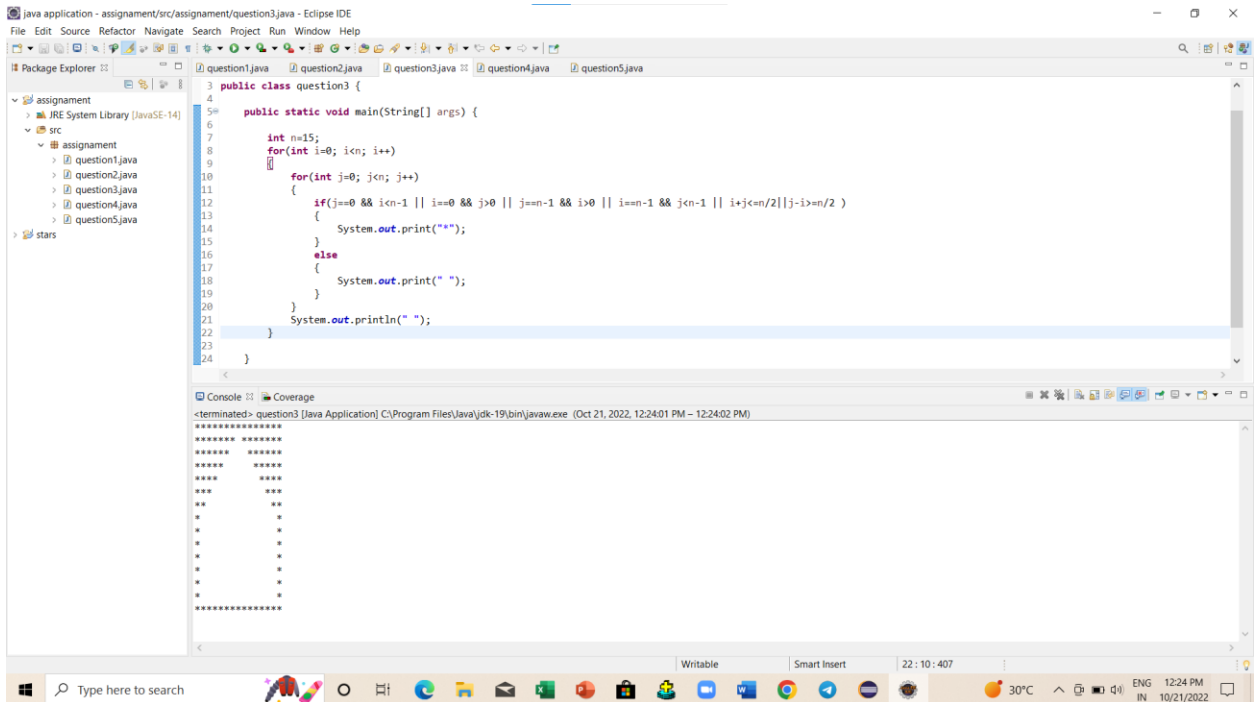 java application - assignament/src/assignament/question3.java - Eclipse IDE
File Edit Source Refactor Navigate Search Project Run Window Help
Package Explorer
question1.java question2.java question3.java question4.java question5.java
assignament
JRE System Library [JavaSE-14]
src
assignament
question1.java
question2.java
question3.java
question4.java
question5.java
stars
3 public class question3 {
4
5 public static void main(String[] args) {
6
7 int n=15;
8 for(int i=0; i<n; i++)
9 {
10 for(int j=0; j<n; j++)
11 {
12 if(j==0 && i<n-1 || i==0 && j>0 || j==n-1 && i>0 || i==n-1 && j<n-1 || i+j<=n/2||j-i>=n/2 )
13 {
14 System.out.print("*");
15 }
16 else
17 {
18 System.out.print(" ");
19 }
20 }
21 System.out.println(" ");
22 }
23
24 }
Console Coverage
<terminated> question3 [Java Application] C:\Program Files\Java\jdk-19\bin\javaw.exe (Oct 21, 2022, 12:24:01 PM – 12:24:02 PM)
***************
******* *******
******   ******
*****     *****
****       ****
***         ***
**           **
*             *
*             *
*             *
*             *
*             *
*             *
*             *
***************
Writable Smart Insert 22 : 10 : 407
Type here to search
30°C ENG 12:24 PM
IN 10/21/2022